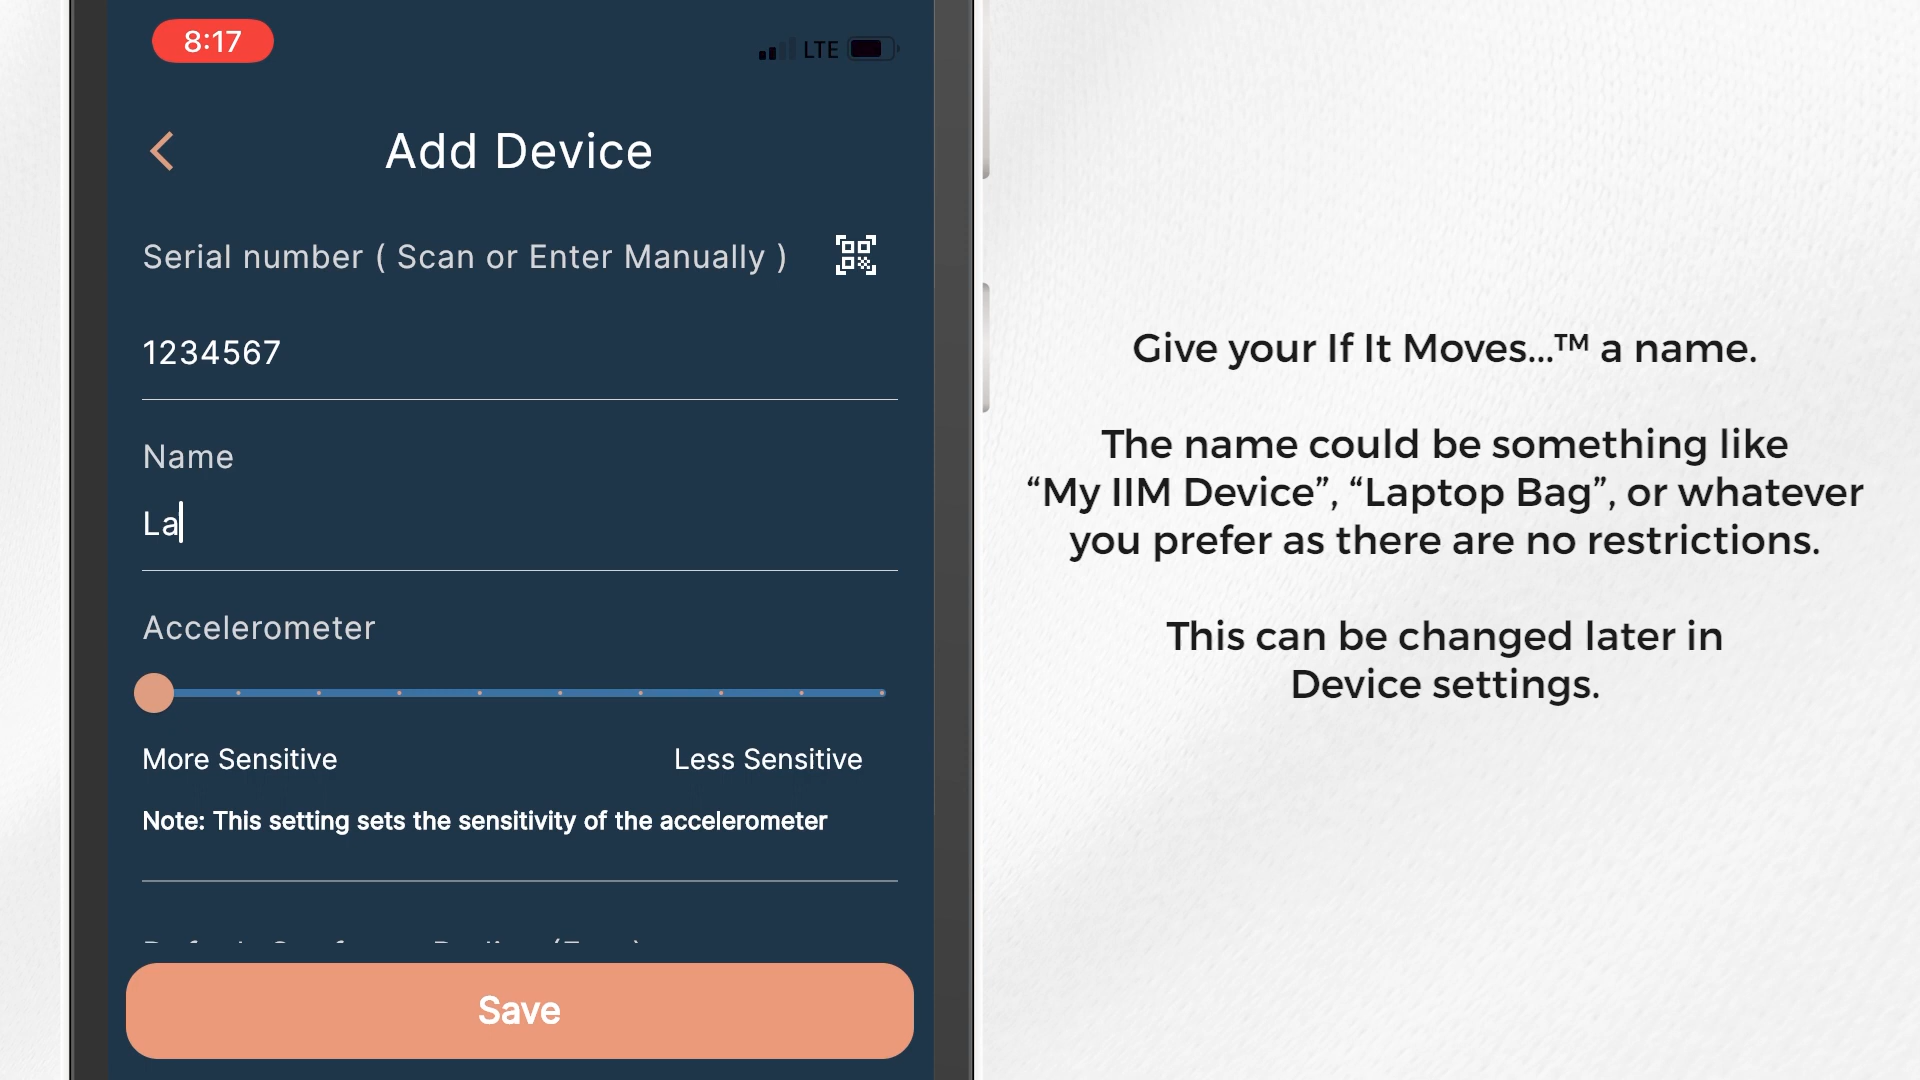 8:17
LTE
Add Device
Serial number ( Scan or Enter Manually )
1234567
Name
La
Accelerometer
More Sensitive
Less Sensitive
Note: This setting sets the sensitivity of the accelerometer
Save
Give your If It Moves...™ a name.
The name could be something like
“My IIM Device”, “Laptop Bag”, or whatever
you prefer as there are no restrictions.
This can be changed later in
Device settings.